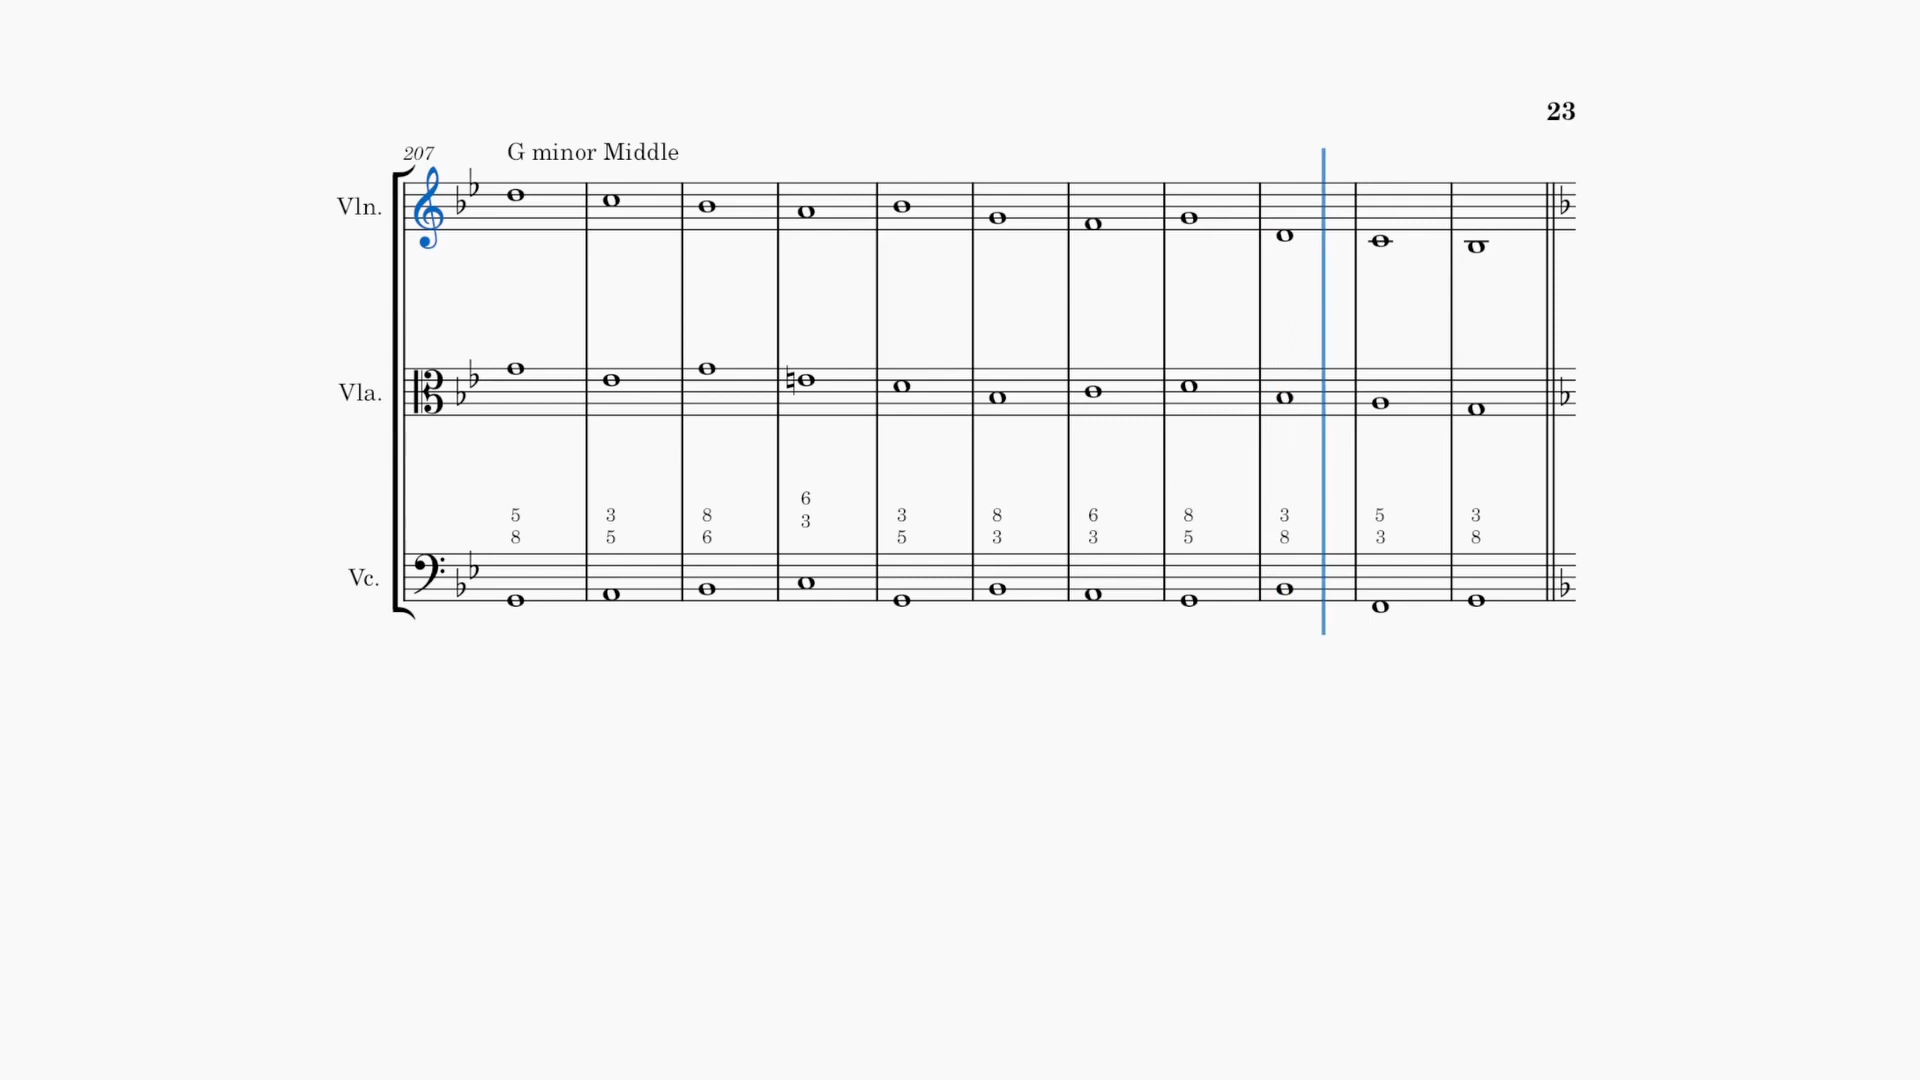 23
207 G minor Middle
Vln.
Vla.
5 3 8 6 3 8 6 8 3 5 3
8 5 6 3 5 3 3 5 8 3 8
Vc.